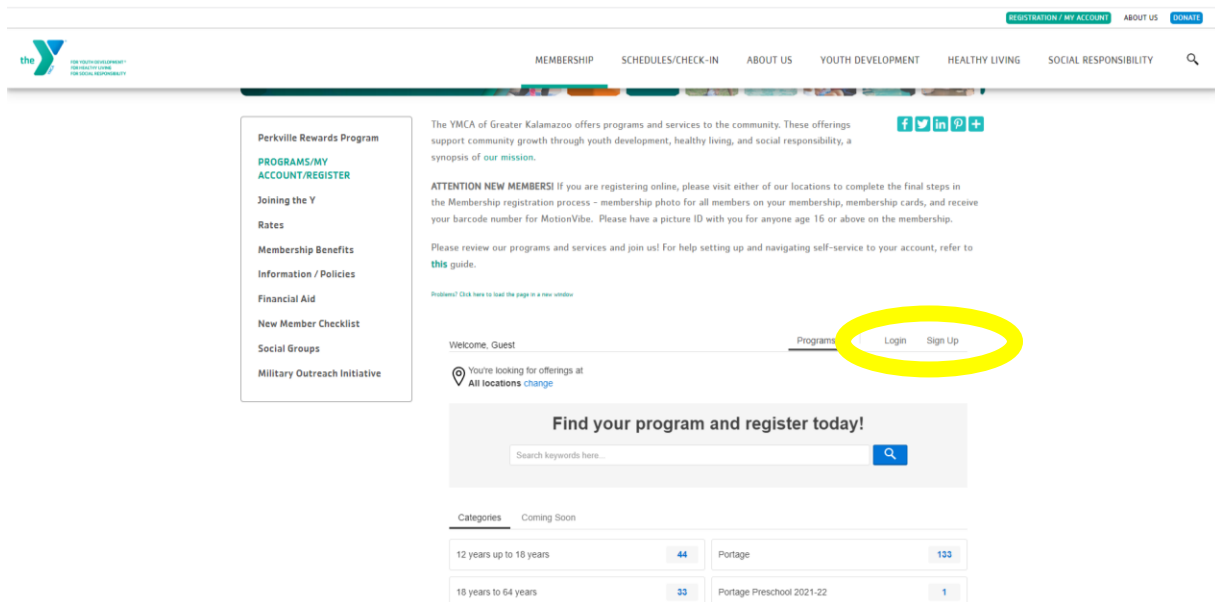 REGISTRATION / MY ACCOUNT ABOUT US DONATE
the Y
FOR YOUTH DEVELOPMENT®
FOR HEALTHY LIVING
FOR SOCIAL RESPONSIBILITY
MEMBERSHIP SCHEDULES/CHECK-IN ABOUT US YOUTH DEVELOPMENT HEALTHY LIVING SOCIAL RESPONSIBILITY
Perkville Rewards Program
PROGRAMS/MY
ACCOUNT/REGISTER
Joining the Y
Rates
Membership Benefits
Information / Policies
Financial Aid
New Member Checklist
Social Groups
Military Outreach Initiative
The YMCA of Greater Kalamazoo offers programs and services to the community. These offerings
support community growth through youth development, healthy living, and social responsibility, a
synopsis of our mission.
ATTENTION NEW MEMBERS! If you are registering online, please visit either of our locations to complete the final steps in
the Membership registration process – membership photo for all members on your membership, membership cards, and receive
your barcode number for MotionVibe. Please have a picture ID with you for anyone age 16 or above on the membership.
Please review our programs and services and join us! For help setting up and navigating self-service to your account, refer to
this guide.
Problems? Click here to load the page in a new window
Welcome, Guest
Programs Login Sign Up
You're looking for offerings at
All locations change
Find your program and register today!
Search keywords here...
Categories Coming Soon
12 years up to 18 years 44 Portage 133
18 years to 64 years 33 Portage Preschool 2021-22 1